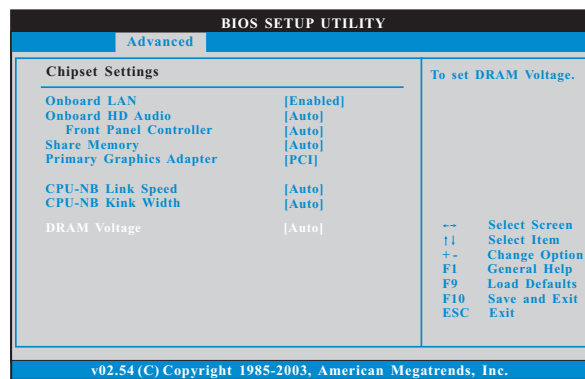 BIOS SETUP UTILITY
Advanced
Chipset Settings
Onboard LAN [Enabled]
Onboard HD Audio [Auto]
Front Panel Controller [Auto]
Share Memory [Auto]
Primary Graphics Adapter [PCI]
CPU-NB Link Speed [Auto]
CPU-NB Kink Width [Auto]
DRAM Voltage [Auto]
To set DRAM Voltage.
↔ Select Screen
↑↓ Select Item
+- Change Option
F1 General Help
F9 Load Defaults
F10 Save and Exit
ESC Exit
v02.54 (C) Copyright 1985-2003, American Megatrends, Inc.